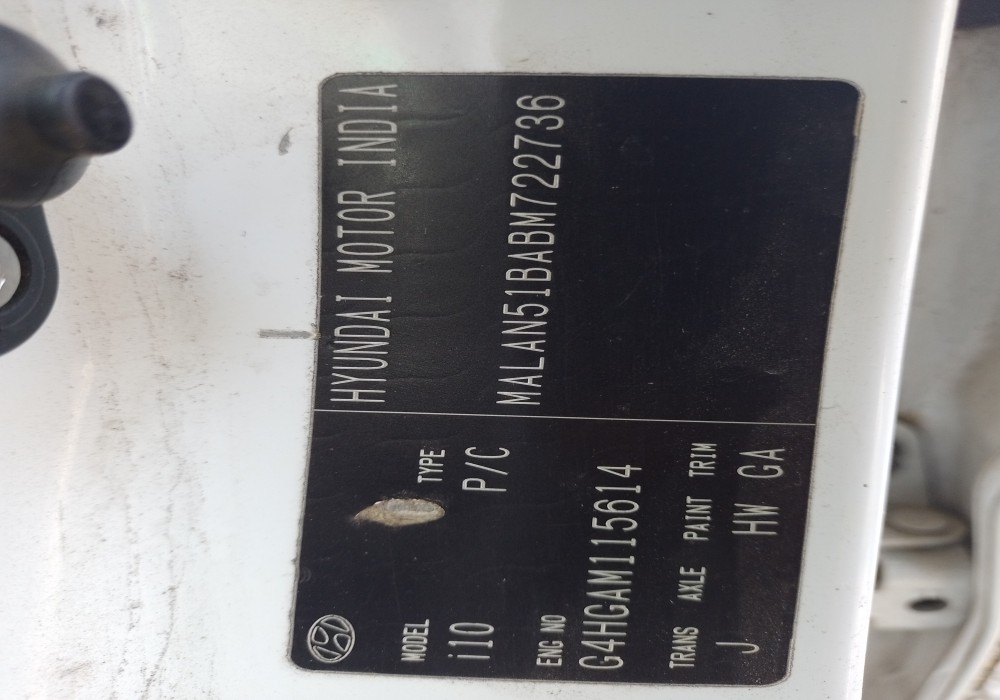 HYUNDAI MOTOR INDIA
MODEL TYPE
i10 P/C
MALAN51BABM722736
ENG NO
G4HGAM115614
TRANS AXLE PAINT TRIM
J HW GA